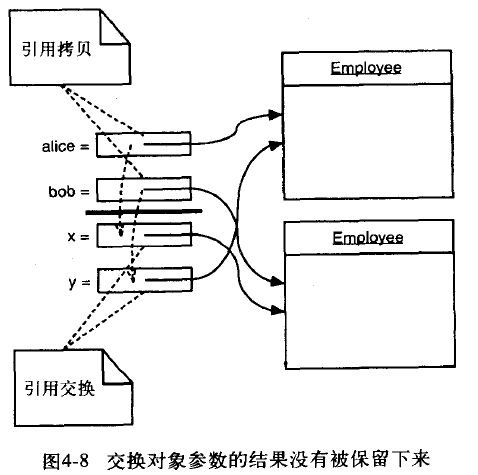 引用拷贝
Employee
alice =
bob =
x =
Employee
y =
引用交换
图4-8 交换对象参数的结果没有被保留下来